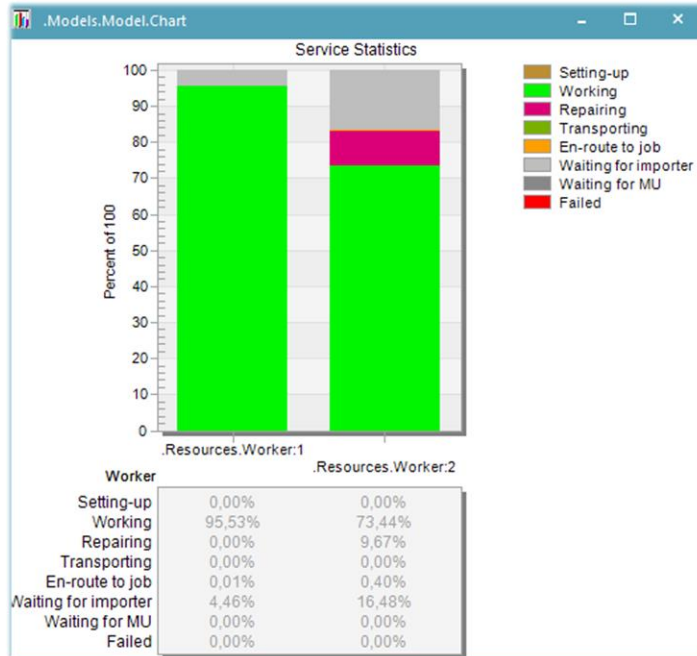 .Models.Model.Chart
Service Statistics
100
90
80
70
60
50
40
30
20
10
0
Percent of 100
.Resources.Worker:1
.Resources.Worker:2
Setting-up
Working
Repairing
Transporting
En-route to job
Waiting for importer
Waiting for MU
Failed
Worker
Setting-up 0,00% 0,00%
Working 95,53% 73,44%
Repairing 0,00% 9,67%
Transporting 0,00% 0,00%
En-route to job 0,01% 0,40%
Waiting for importer 4,46% 16,48%
Waiting for MU 0,00% 0,00%
Failed 0,00% 0,00%